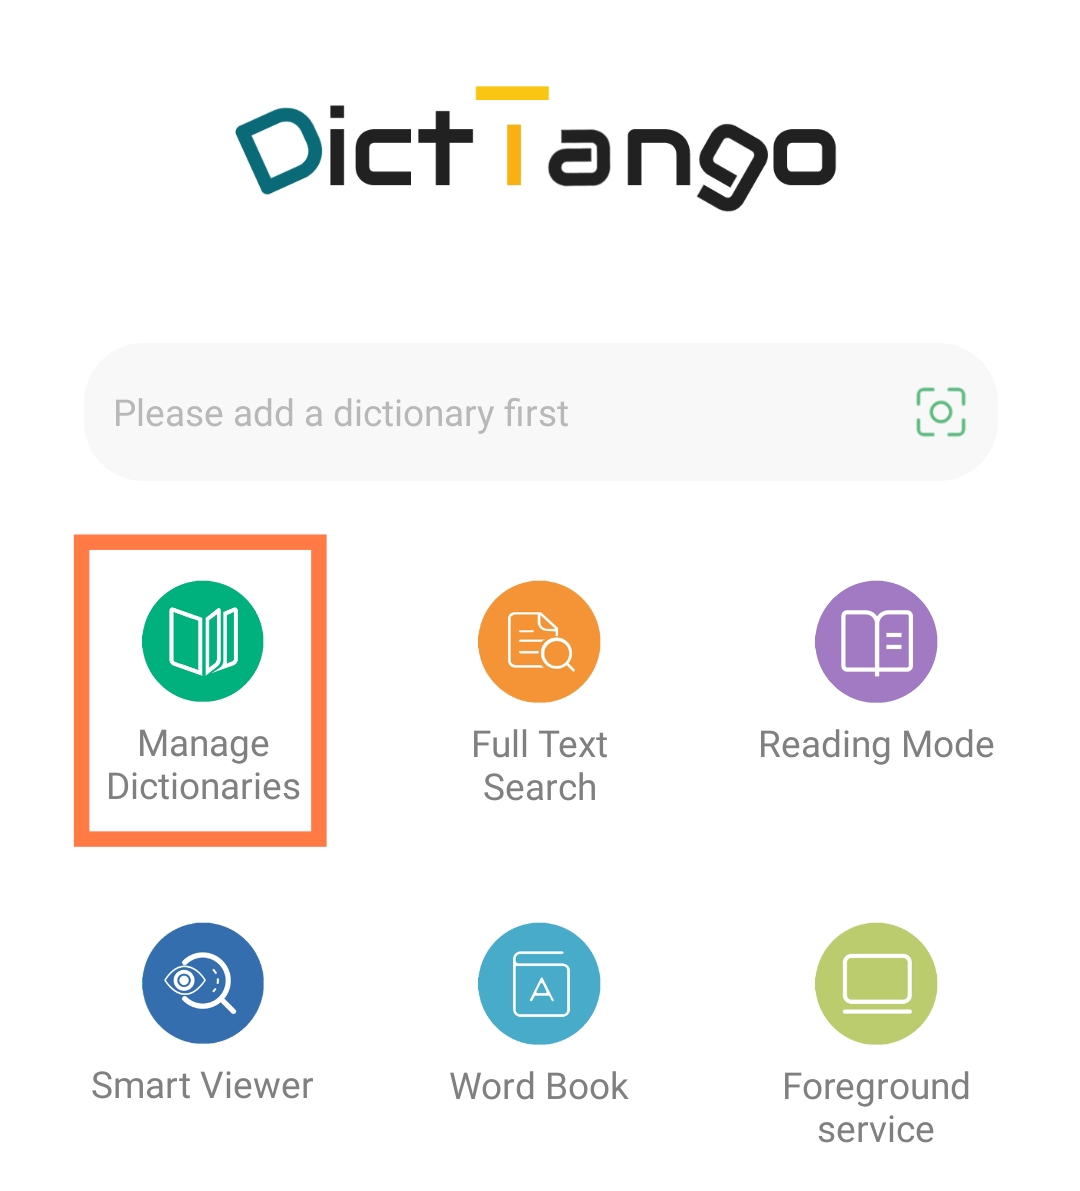 DictTango
Please add a dictionary first
Manage
Dictionaries
Full Text
Search
Reading Mode
Smart Viewer
A
Word Book
Foreground
service